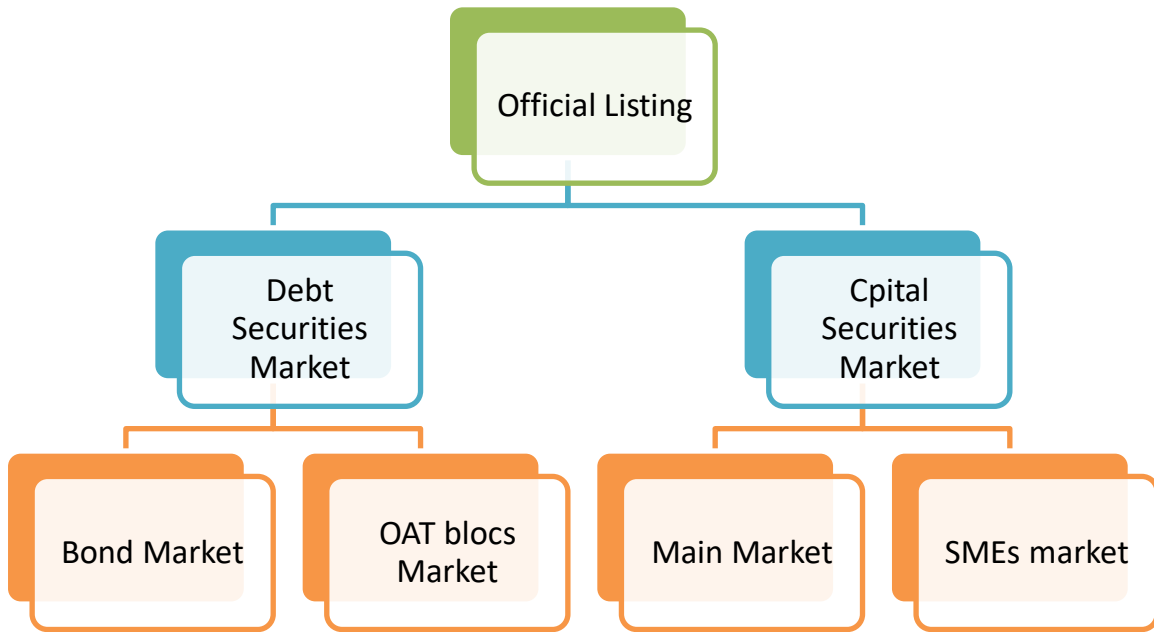 Official Listing
Debt
Securities
Market
Cpital
Securities
Market
Bond Market
OAT blocs
Market
Main Market
SMEs market